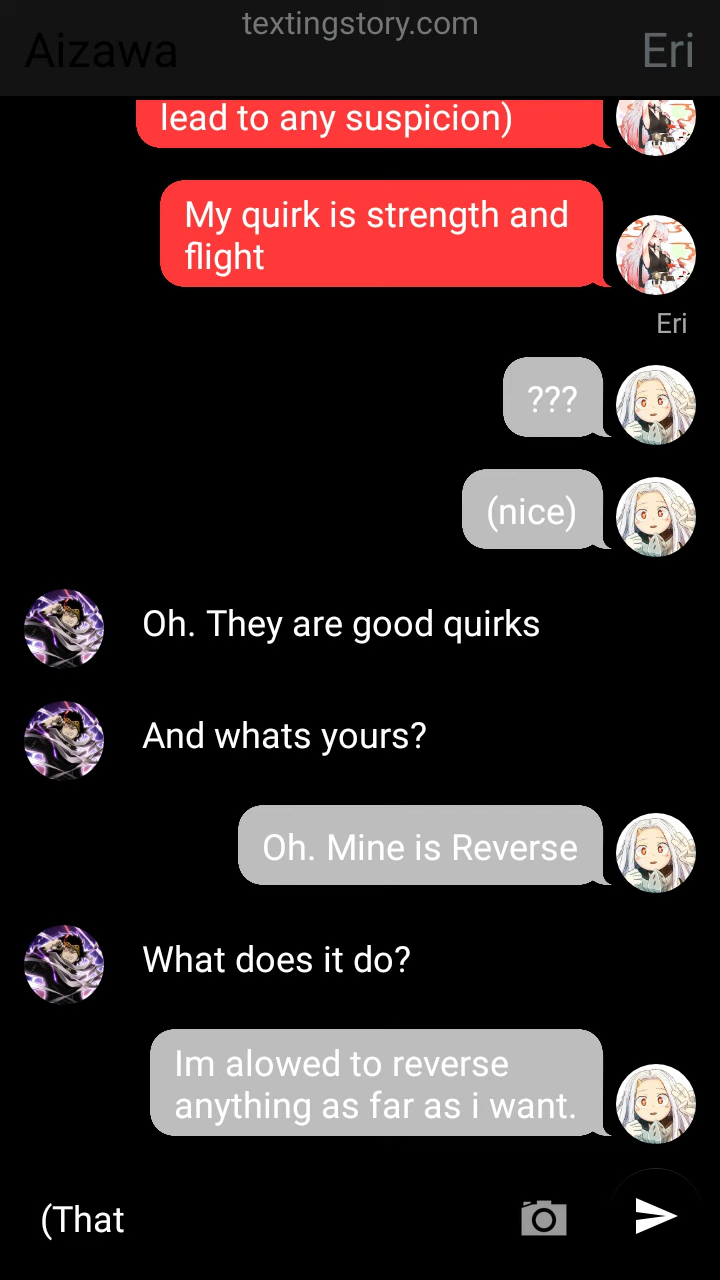 textingstory.com
Aizawa
Eri
lead to any suspicion)
My quirk is strength and
flight
Eri
???
(nice)
Oh. They are good quirks
And whats yours?
Oh. Mine is Reverse
What does it do?
Im alowed to reverse
anything as far as i want.
(That